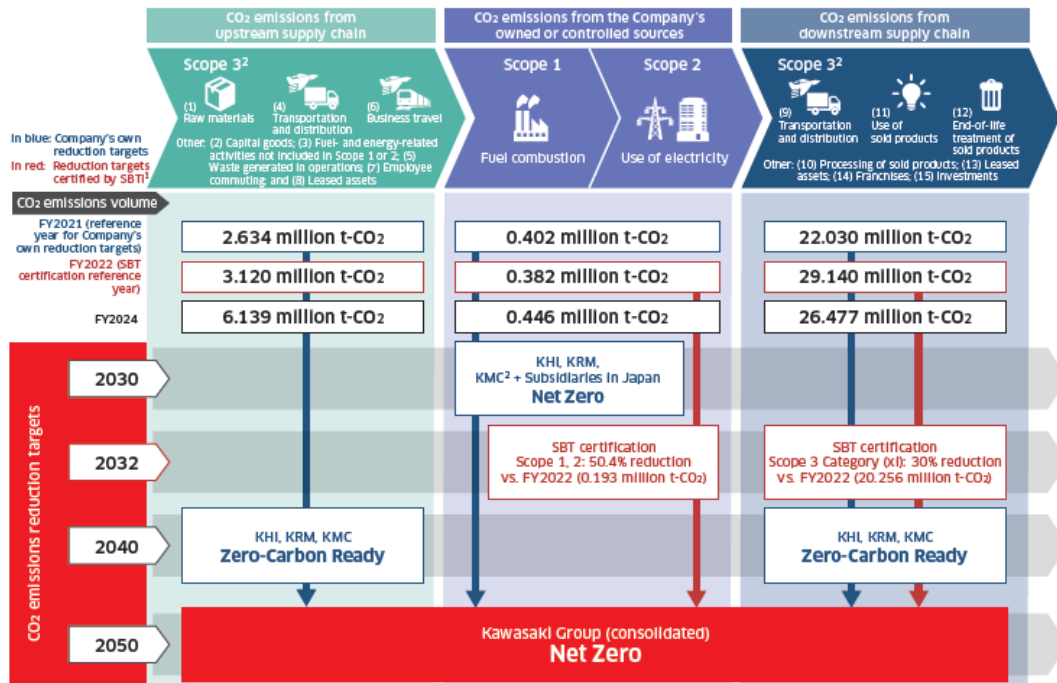 CO₂ emissions from
upstream supply chain
CO₂ emissions from the Company's
owned or controlled sources
CO₂ emissions from
downstream supply chain
Scope 3²
(1)
Raw materials
(4)
Transportation
and distribution
(6)
Business travel
Other: (2) Capital goods; (3) Fuel- and energy-related
activities not included in Scope 1 or 2; (5)
Waste generated in operations; (7) Employee
commuting; and (8) Leased assets
Scope 1
Fuel combustion
Scope 2
Use of electricity
Scope 3²
(9)
Transportation
and distribution
(11)
Use of
sold products
(12)
End-of-life
treatment of
sold products
Other: (10) Processing of sold products; (13) Leased
assets; (14) Franchises; (15) Investments
In blue: Company's own
reduction targets
In red: Reduction targets
certified by SBTi¹
CO₂ emissions volume
FY2021 (reference
year for Company's
own reduction targets)
2.634 million t-CO₂
0.402 million t-CO₂
22.030 million t-CO₂
FY2022 (SBT
certification reference
year)
3.120 million t-CO₂
0.382 million t-CO₂
29.140 million t-CO₂
FY2024
6.139 million t-CO₂
0.446 million t-CO₂
26.477 million t-CO₂
CO₂ emissions reduction targets
2030
KHI, KRM,
KMC² + Subsidiaries in Japan
Net Zero
2032
SBT certification
Scope 1, 2: 50.4% reduction
vs. FY2022 (0.193 million t-CO₂)
SBT certification
Scope 3 Category (xi): 30% reduction
vs. FY2022 (20.256 million t-CO₂)
2040
KHI, KRM, KMC
Zero-Carbon Ready
KHI, KRM, KMC
Zero-Carbon Ready
2050
Kawasaki Group (consolidated)
Net Zero